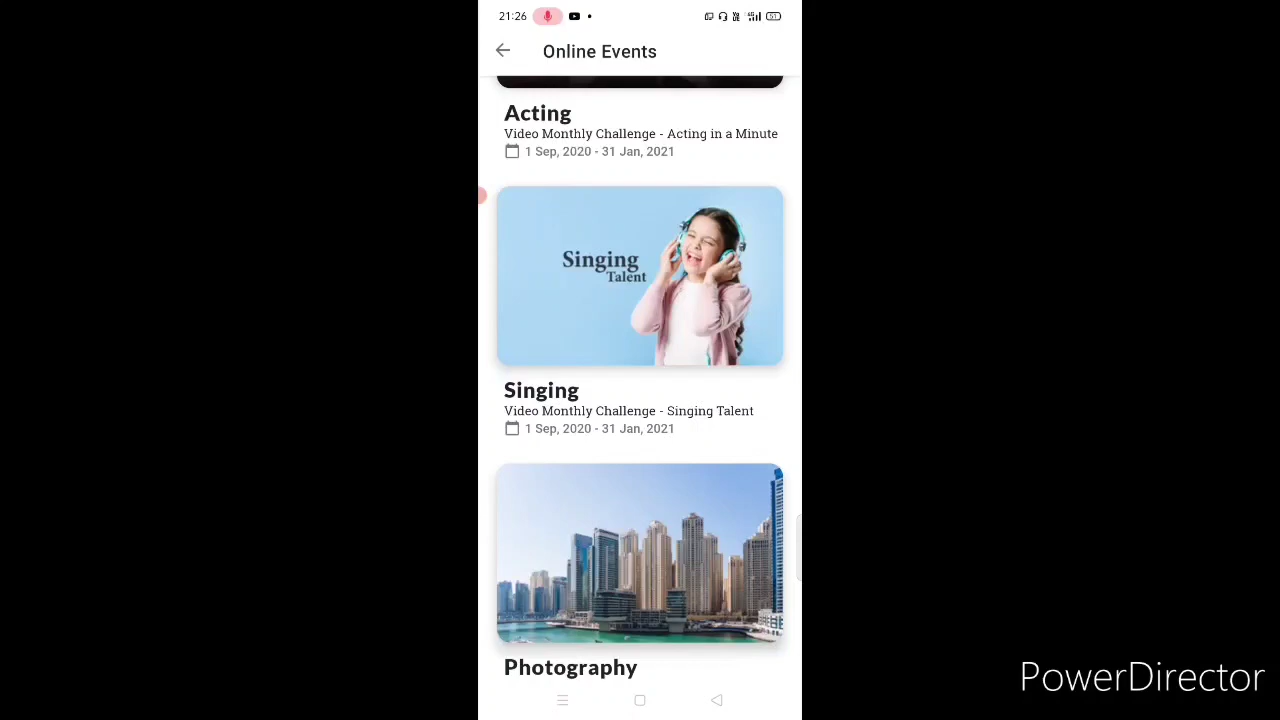 21:26
51
Online Events
Acting
Video Monthly Challenge - Acting in a Minute
1 Sep, 2020 - 31 Jan, 2021
Singing
Talent
Singing
Video Monthly Challenge - Singing Talent
1 Sep, 2020 - 31 Jan, 2021
Photography
PowerDirector